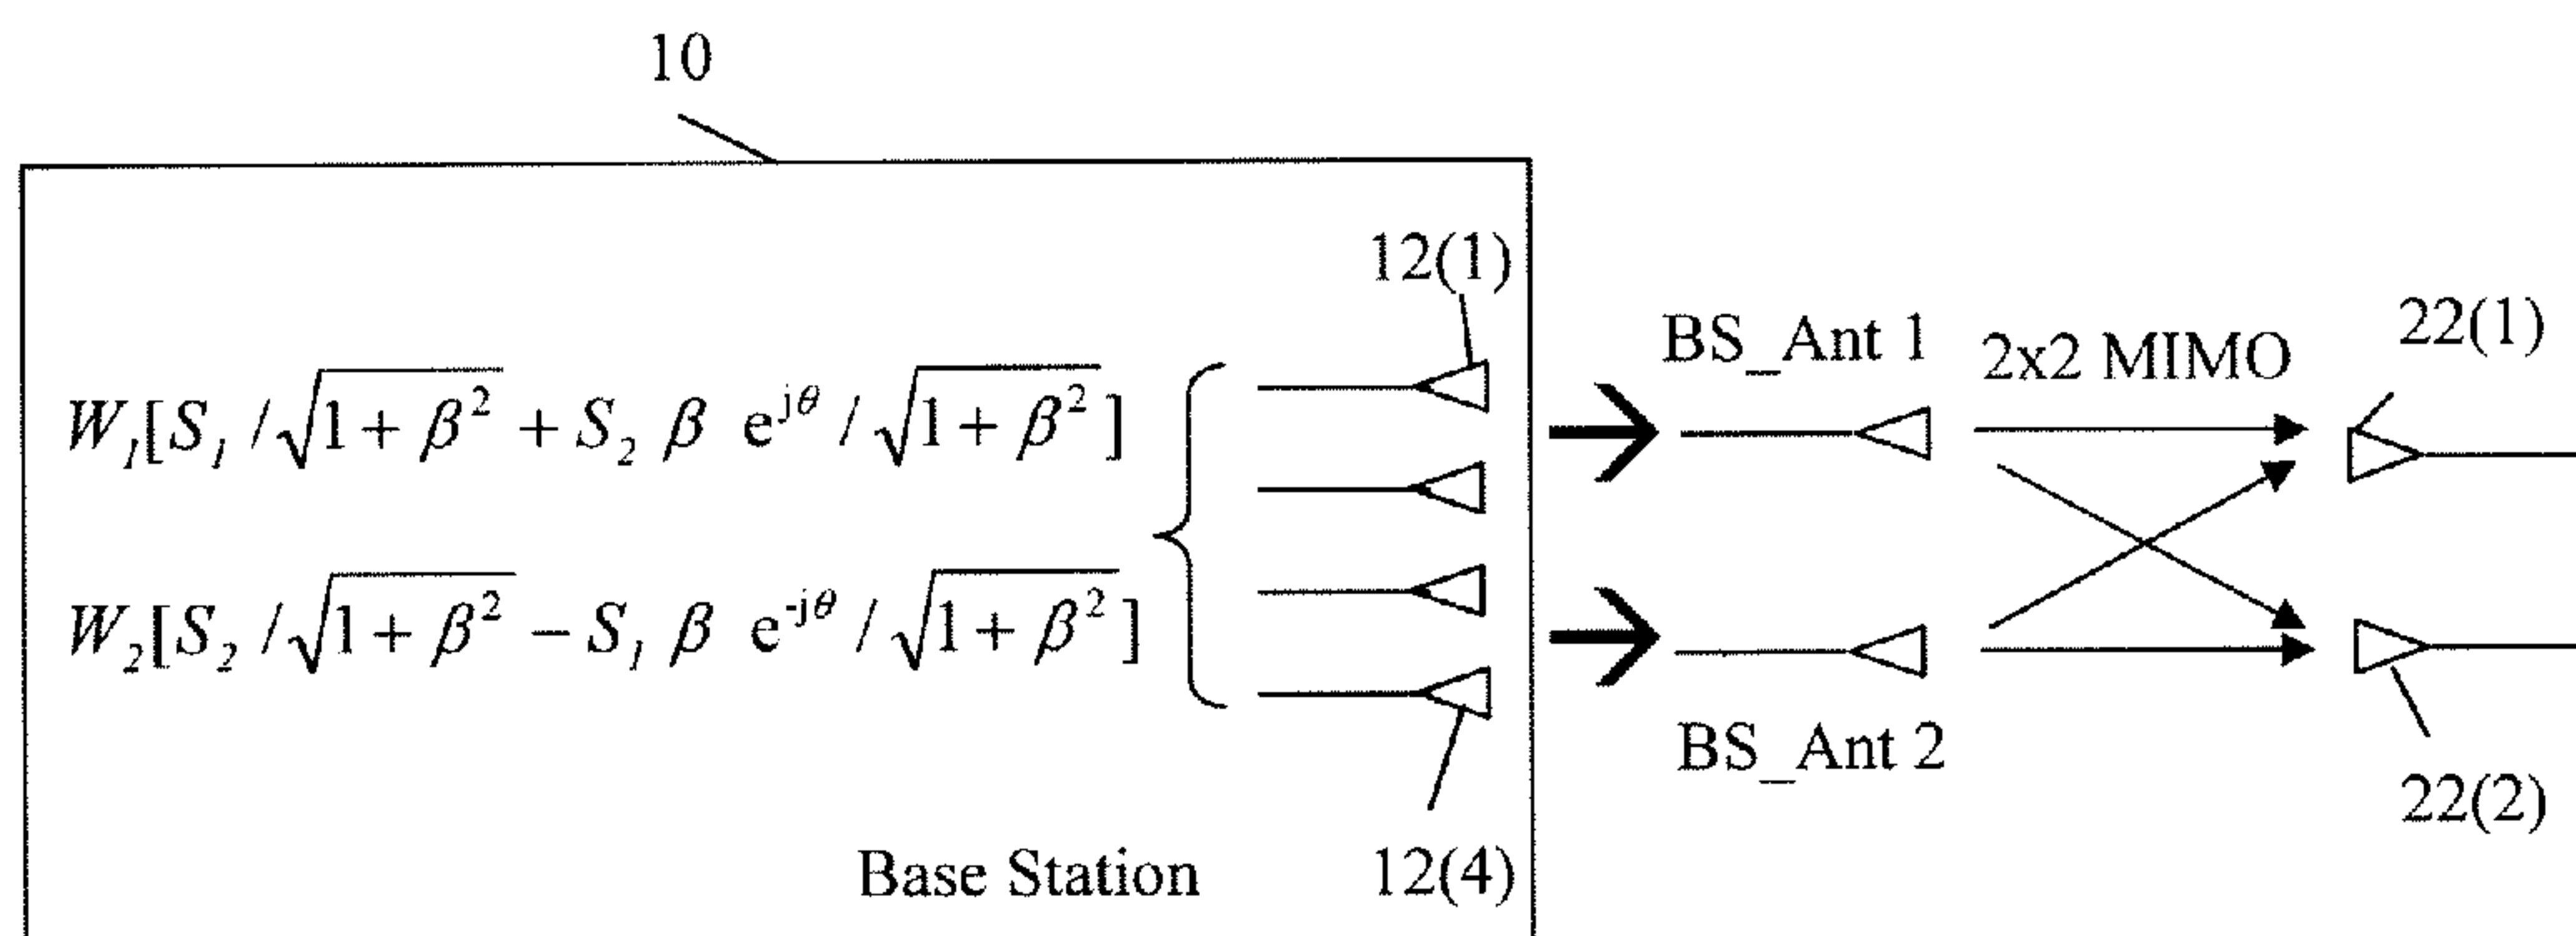 10
12(1)
22(1)
BS_Ant 1
2x2 MIMO
W₁[S₁ /√1 + β² + S₂ β e^jθ / √1 + β²]
W₂[S₂ /√1 + β² − S₁ β e^-jθ / √1 + β²]
BS_Ant 2
22(2)
Base Station
12(4)